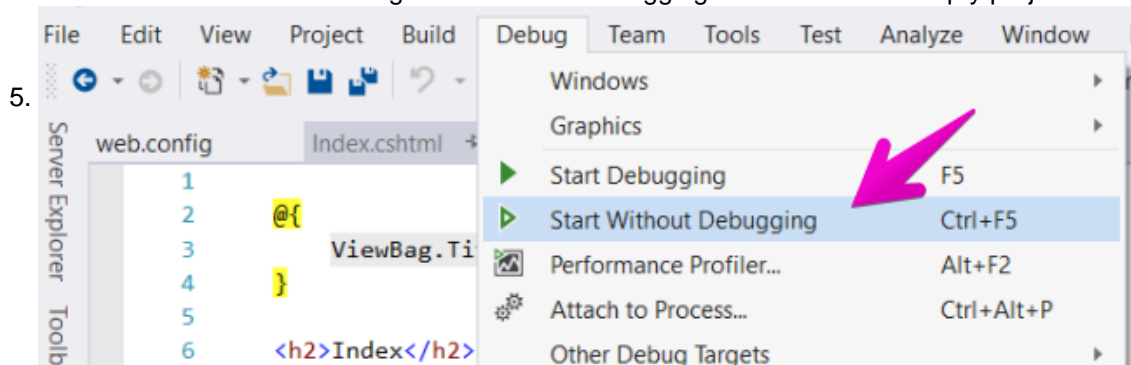 File Edit View Project Build Debug Team Tools Test Analyze Window
5.
Windows
Graphics
Start Debugging F5
Start Without Debugging Ctrl+F5
Performance Profiler... Alt+F2
Attach to Process... Ctrl+Alt+P
Other Debug Targets
Server Explorer
web.config Index.cshtml
1
2 @{
3 ViewBag.Ti
4 }
5
6 <h2>Index</h2>